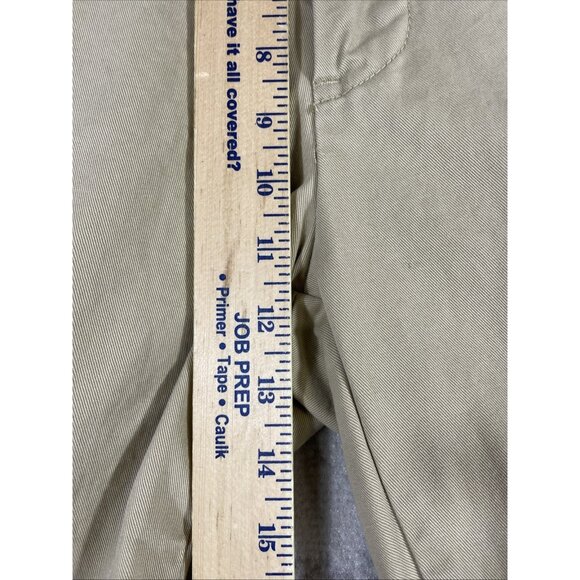 have it all covered?
JOB PREP
• Primer • Tape • Caulk
8
9
10
11
12
13
14
15